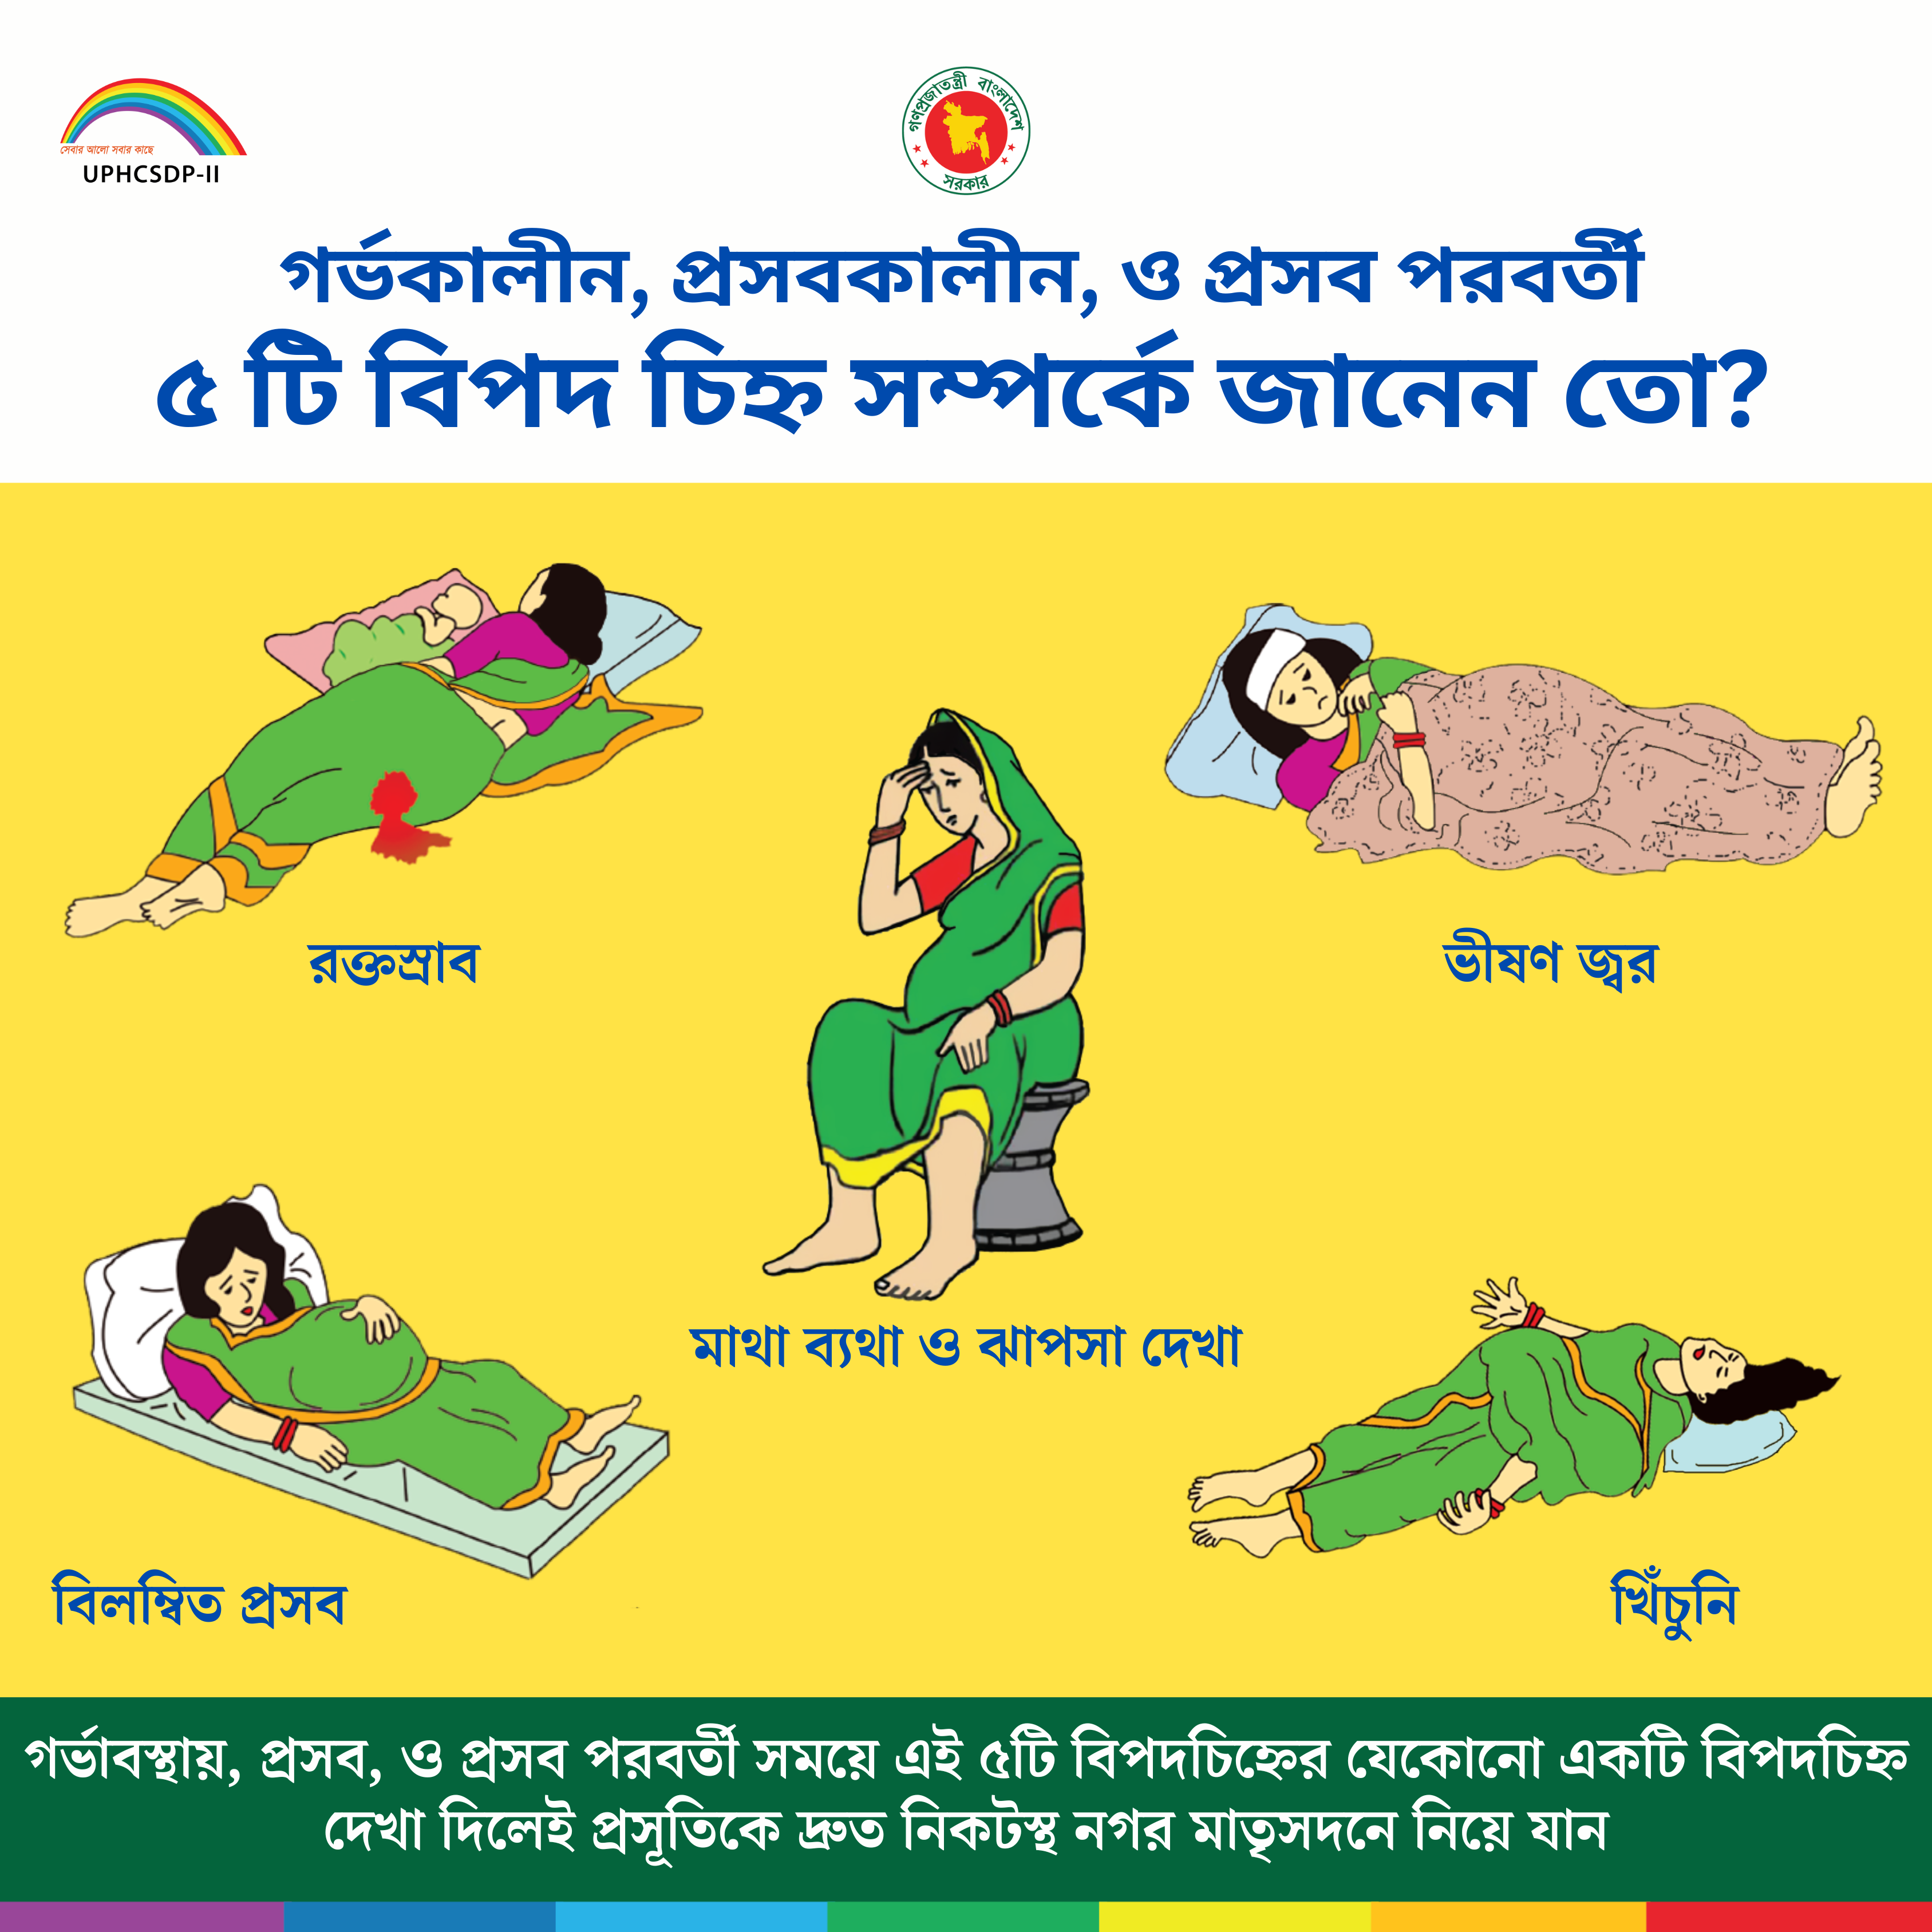 সেবার আলো সবার কাছে
UPHCSDP-II
গণপ্রজাতন্ত্রী বাংলাদেশ
সরকার
গর্ভকালীন, প্রসবকালীন, ও প্রসব পরবর্তী
৫ টি বিপদ চিহ্ন সম্পর্কে জানেন তো?
রক্তস্রাব
ভীষণ জ্বর
মাথা ব্যথা ও ঝাপসা দেখা
বিলম্বিত প্রসব
খিঁচুনি
গর্ভাবস্থায়, প্রসব, ও প্রসব পরবর্তী সময়ে এই ৫টি বিপদচিহ্নের যেকোনো একটি বিপদচিহ্ন
দেখা দিলেই প্রসূতিকে দ্রুত নিকটস্থ নগর মাতৃসদনে নিয়ে যান